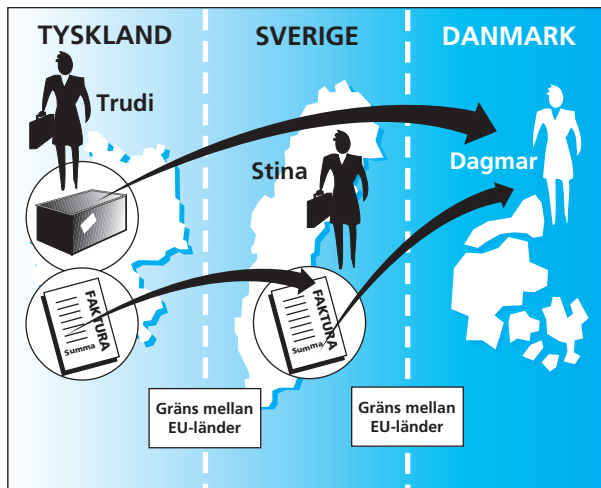 TYSKLAND
SVERIGE
DANMARK
Trudi
Stina
Dagmar
FAKTURA
Summa
FAKTURA
Summa
Gräns mellan
EU-länder
Gräns mellan
EU-länder